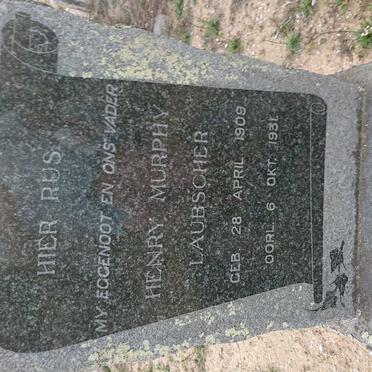 HIER RUS
MY EGGENOOT EN ONS VADER
HENRY MURPHY
LAUBSCHER
GEB. 28 APRIL 1909
OORL. 6 OKT. 1931.